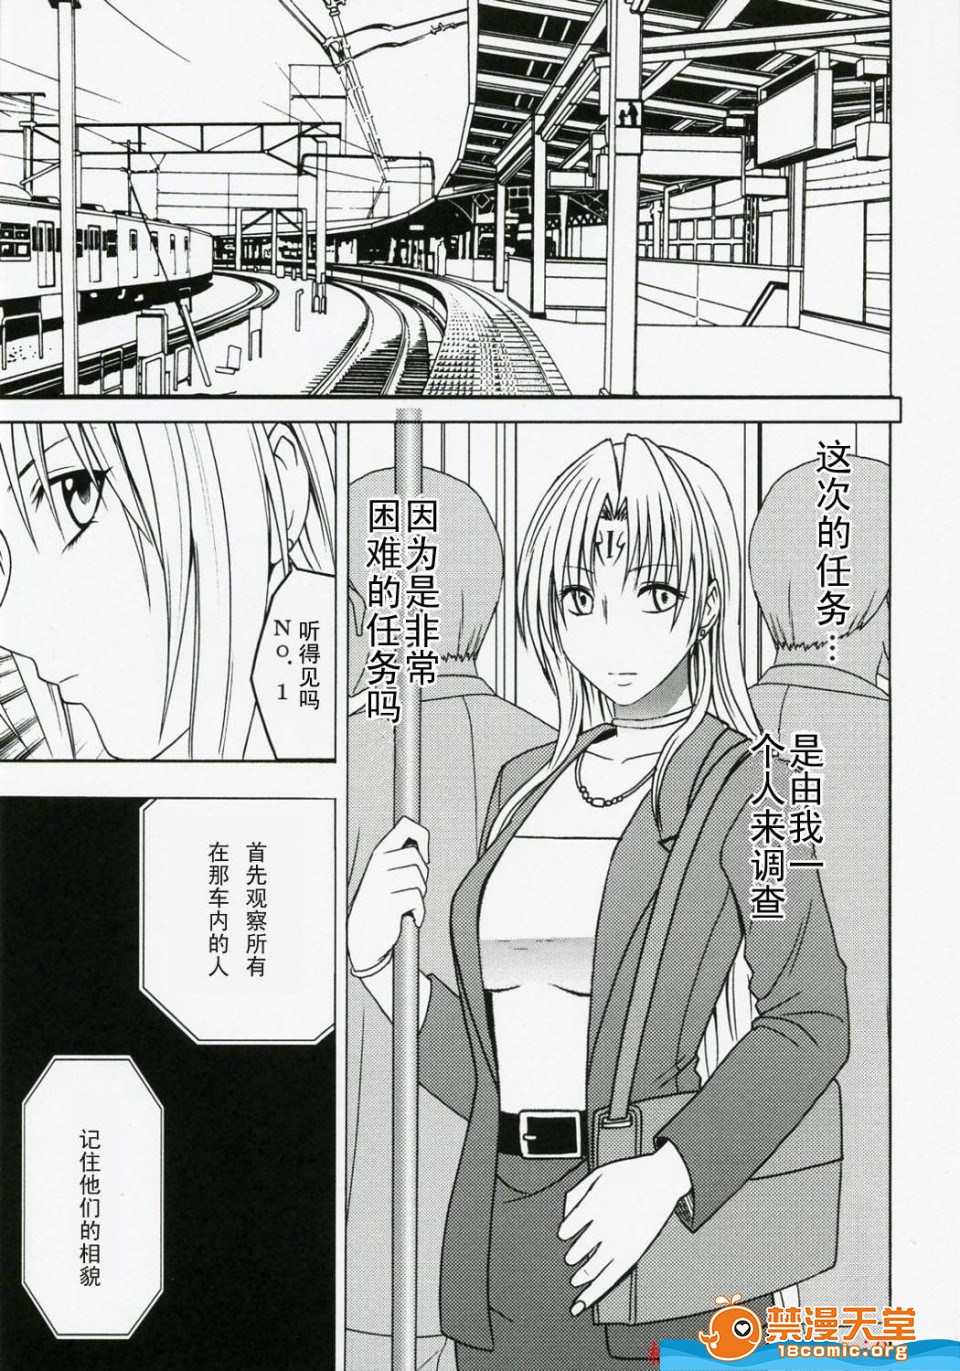 这次的任务…
是由我一
个人来调查
因为是非常
困难的任务吗
听得见吗
No.1
首先观察所有
在那车内的人
记住他们的相貌
I
禁漫天堂
18comic.org